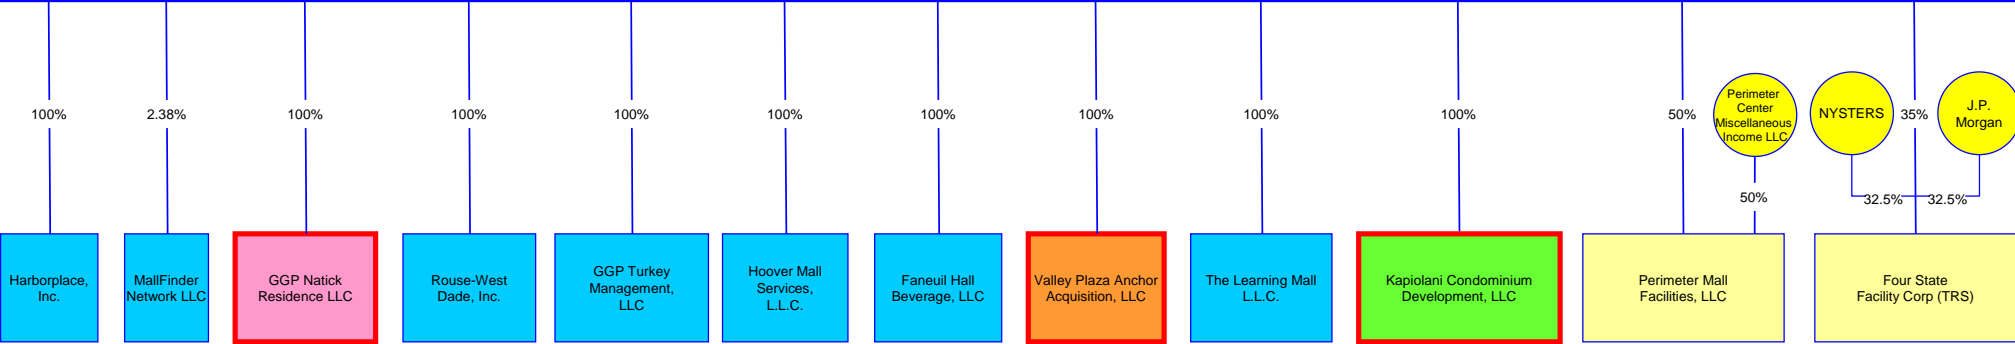 100%
2.38%
100%
100%
100%
100%
100%
100%
100%
100%
50%
Perimeter
Center
Miscellaneous
Income LLC
NYSTERS
35%
J.P.
Morgan
50%
32.5%
32.5%
Harborplace,
Inc.
MallFinder
Network LLC
GGP Natick
Residence LLC
Rouse-West
Dade, Inc.
GGP Turkey
Management,
LLC
Hoover Mall
Services,
L.L.C.
Faneuil Hall
Beverage, LLC
Valley Plaza Anchor
Acquisition, LLC
The Learning Mall
L.L.C.
Kapiolani Condominium
Development, LLC
Perimeter Mall
Facilities, LLC
Four State
Facility Corp (TRS)